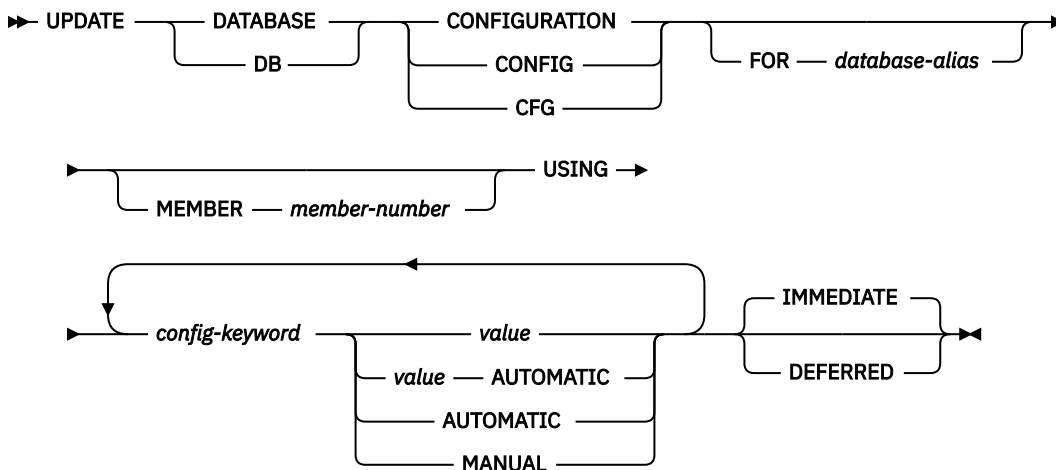 UPDATE DATABASE CONFIGURATION
DB CONFIG FOR database-alias
CFG
MEMBER member-number USING
config-keyword value IMMEDIATE
value AUTOMATIC DEFERRED
AUTOMATIC
MANUAL